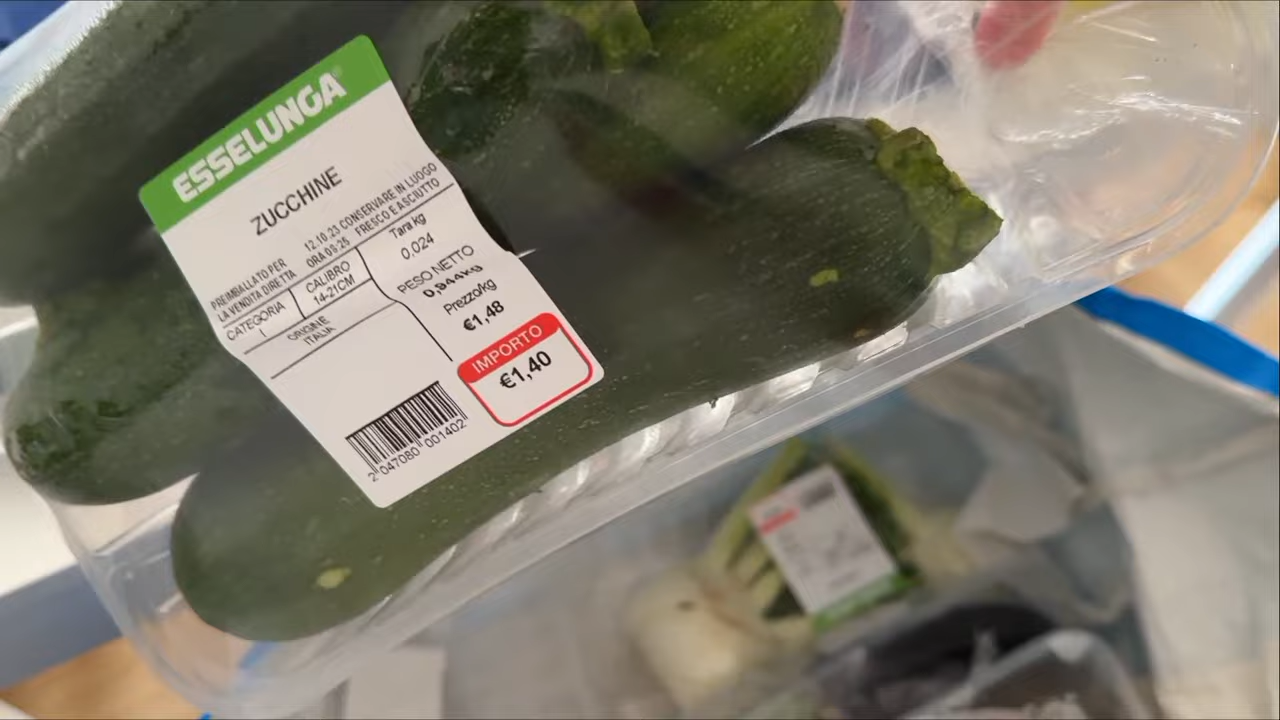 ESSELUNGA
ZUCCHINE
PREIMBALLATO PER
LA VENDITA DIRETTA
12.10.23 CONSERVARE IN LUOGO
ORA 09:25 FRESCO E ASCIUTTO
CATEGORIA
I
CALIBRO
14-21CM
Tara kg
0,024
ORIGINE
ITALIA
PESO NETTO
0,944kg
Prezzo/kg
€1,48
IMPORTO
€1,40
2 047080 001402